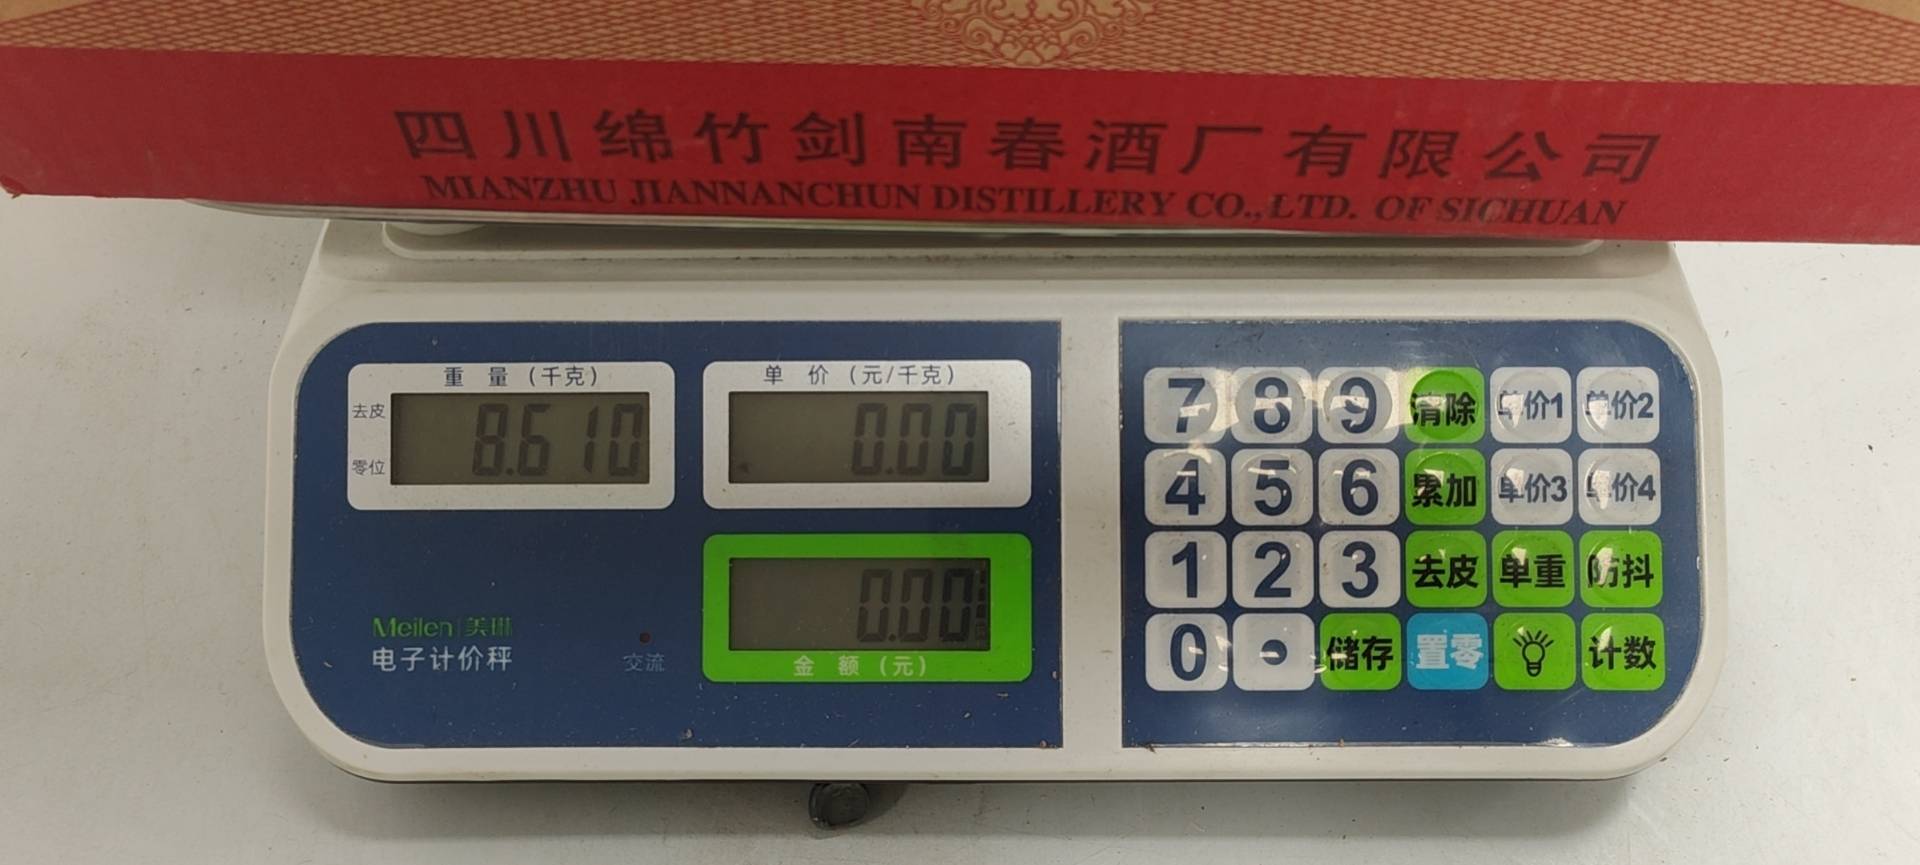 四川绵竹剑南春酒厂有限公司
MIANZHU JIANNANCHUN DISTILLERY CO., LTD. OF SICHUAN
重量(千克)
去皮
零位
8.610
单价(元/千克)
0.00
0.00
金额(元)
Meilen|美琳
电子计价秤
交流
7 8 9 清除 单价1 单价2
4 5 6 累加 单价3 单价4
1 2 3 去皮 单重 防抖
0 · 储存 置零 计数